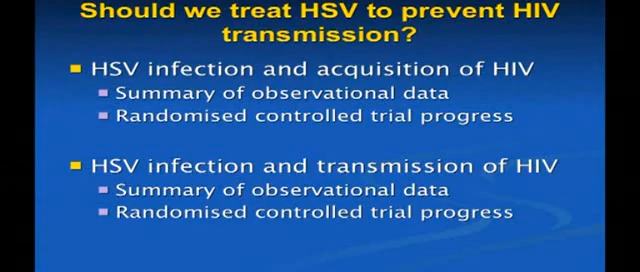 Should we treat HSV to prevent HIV
transmission?
HSV infection and acquisition of HIV
Summary of observational data
Randomised controlled trial progress
HSV infection and transmission of HIV
Summary of observational data
Randomised controlled trial progress